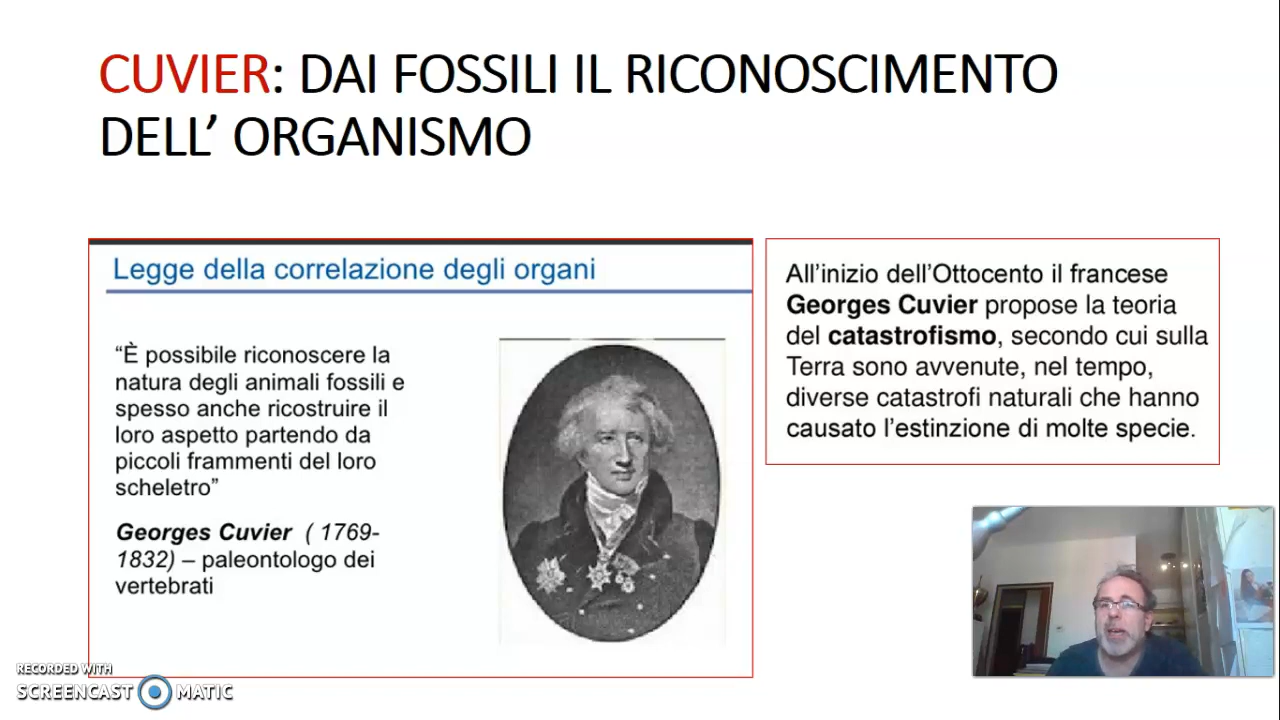 CUVIER: DAI FOSSILI IL RICONOSCIMENTO
DELL’ ORGANISMO
Legge della correlazione degli organi
“È possibile riconoscere la
natura degli animali fossili e
spesso anche ricostruire il
loro aspetto partendo da
piccoli frammenti del loro
scheletro”
Georges Cuvier ( 1769-
1832) – paleontologo dei
vertebrati
All’inizio dell’Ottocento il francese
Georges Cuvier propose la teoria
del catastrofismo, secondo cui sulla
Terra sono avvenute, nel tempo,
diverse catastrofi naturali che hanno
causato l’estinzione di molte specie.
RECORDED WITH
SCREENCAST MATIC